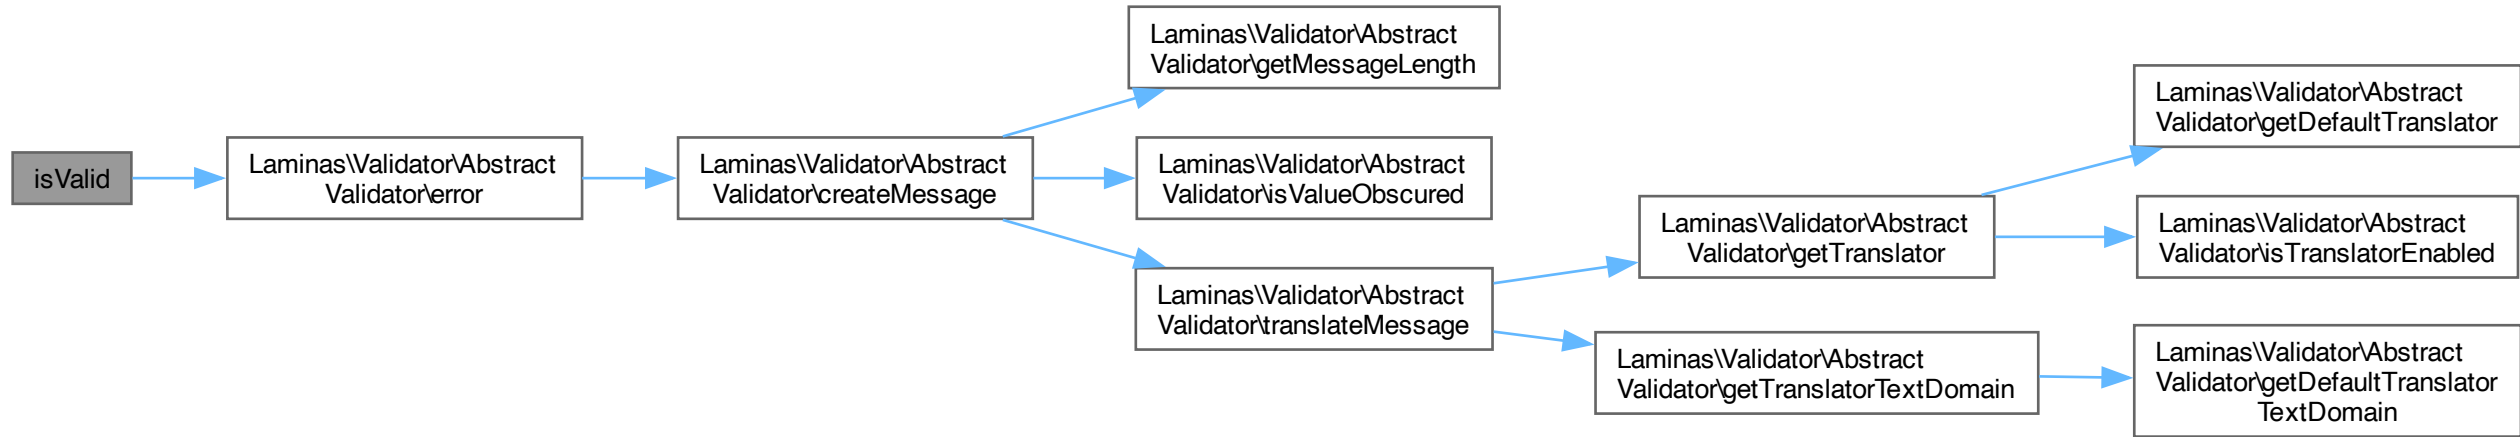 isValid
Laminas\Validator\Abstract
Validator\error
Laminas\Validator\Abstract
Validator\createMessage
Laminas\Validator\Abstract
Validator\getMessageLength
Laminas\Validator\Abstract
Validator\isValueObscured
Laminas\Validator\Abstract
Validator\translateMessage
Laminas\Validator\Abstract
Validator\getTranslator
Laminas\Validator\Abstract
Validator\getTranslatorTextDomain
Laminas\Validator\Abstract
Validator\getDefaultTranslator
Laminas\Validator\Abstract
Validator\isTranslatorEnabled
Laminas\Validator\Abstract
Validator\getDefaultTranslator
TextDomain